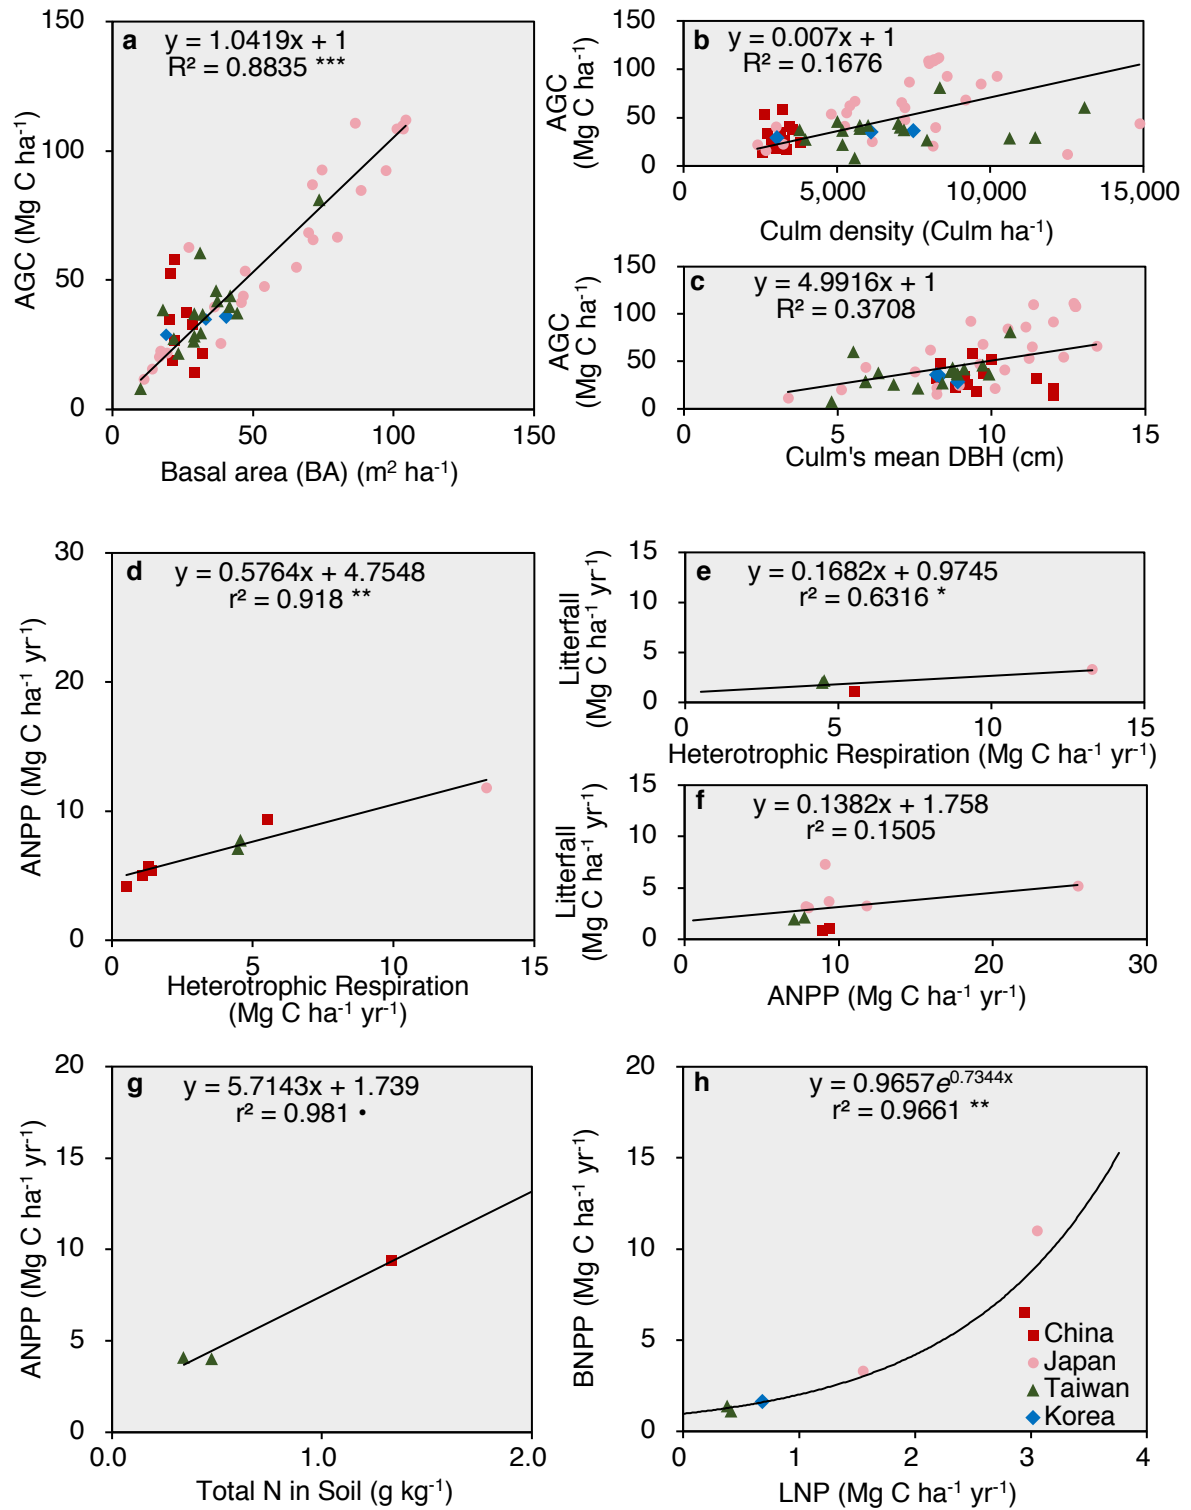 a
y = 1.0419x + 1
R² = 0.8835 ***
150
100
50
0
0
50
100
150
AGC (Mg C ha⁻¹)
Basal area (BA) (m² ha⁻¹)
b
y = 0.007x + 1
R² = 0.1676
150
100
50
0
0
5,000
10,000
15,000
AGC
(Mg C ha⁻¹)
Culm density (Culm ha⁻¹)
c
y = 4.9916x + 1
R² = 0.3708
150
100
50
0
0
5
10
15
AGC
(Mg C ha⁻¹)
Culm's mean DBH (cm)
d
y = 0.5764x + 4.7548
r² = 0.918 **
30
20
10
0
0
5
10
15
ANPP (Mg C ha⁻¹ yr⁻¹)
Heterotrophic Respiration
(Mg C ha⁻¹ yr⁻¹)
e
y = 0.1682x + 0.9745
r² = 0.6316 *
15
10
5
0
0
5
10
15
Litterfall
(Mg C ha⁻¹ yr⁻¹)
Heterotrophic Respiration (Mg C ha⁻¹ yr⁻¹)
f
y = 0.1382x + 1.758
r² = 0.1505
15
10
5
0
0
10
20
30
Litterfall
(Mg C ha⁻¹ yr⁻¹)
ANPP (Mg C ha⁻¹ yr⁻¹)
g
y = 5.7143x + 1.739
r² = 0.981 •
20
15
10
5
0
0.0
1.0
2.0
ANPP (Mg C ha⁻¹ yr⁻¹)
Total N in Soil (g kg⁻¹)
h
y = 0.9657e^0.7344x
r² = 0.9661 **
20
15
10
5
0
0
1
2
3
4
BNPP (Mg C ha⁻¹ yr⁻¹)
LNP (Mg C ha⁻¹ yr⁻¹)
China
Japan
Taiwan
Korea